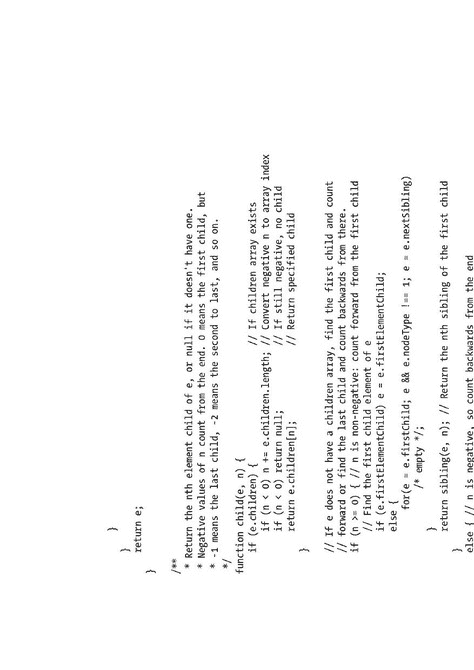 }
}
return e;
}
/**
* Return the nth element child of e, or null if it doesn't have one.
* Negative values of n count from the end. 0 means the first child, but
* -1 means the last child, -2 means the second to last, and so on.
*/
function child(e, n) {
if (e.children) { // If children array exists
if (n < 0) n += e.children.length; // Convert negative n to array index
if (n < 0) return null; // If still negative, no child
return e.children[n]; // Return specified child
}
// If e does not have a children array, find the first child and count
// forward or find the last child and count backwards from there.
if (n >= 0) { // n is non-negative: count forward from the first child
// Find the first child element of e
if (e.firstElementChild) e = e.firstElementChild;
else {
for(e = e.firstChild; e && e.nodeType !== 1; e = e.nextSibling)
/* empty */;
}
return sibling(e, n); // Return the nth sibling of the first child
}
else { // n is negative, so count backwards from the end